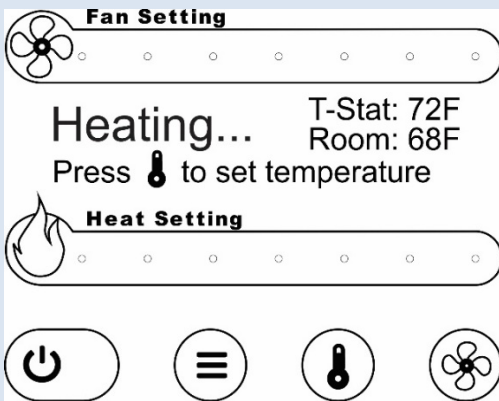 Fan Setting
Heating...
T-Stat: 72F
Room: 68F
Press to set temperature
Heat Setting